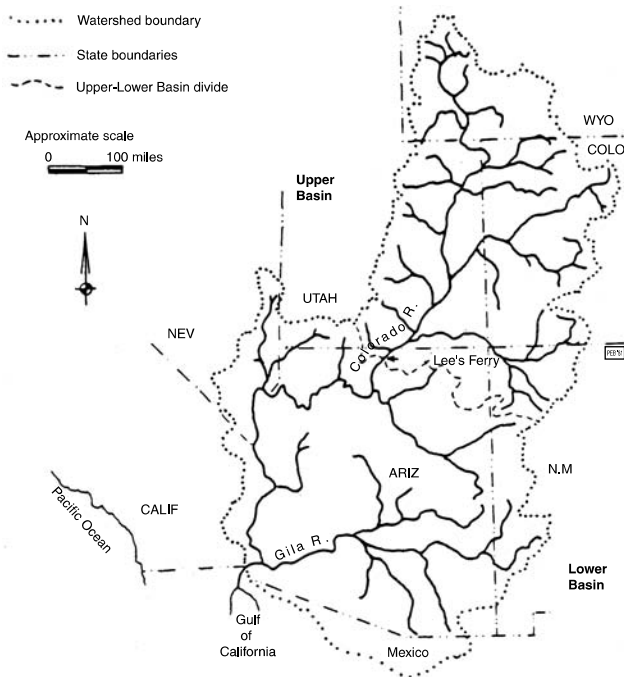 Watershed boundary
State boundaries
Upper-Lower Basin divide
Approximate scale
0 100 miles
N
WYO
COLO
Upper
Basin
UTAH
NEV
Colorado R.
Lee's Ferry
ARIZ
N.M
CALIF
Pacific Ocean
Gila R.
Lower
Basin
Gulf
of
California
Mexico